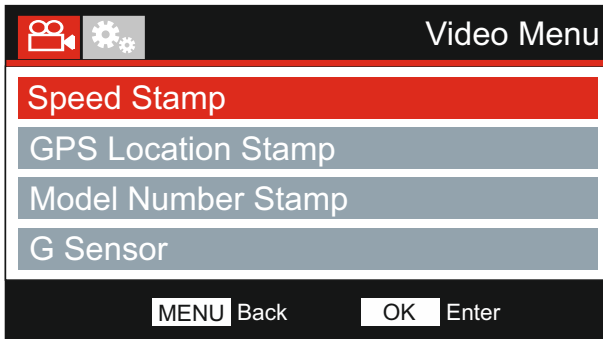 Video Menu
Speed Stamp
GPS Location Stamp
Model Number Stamp
G Sensor
MENU Back OK Enter